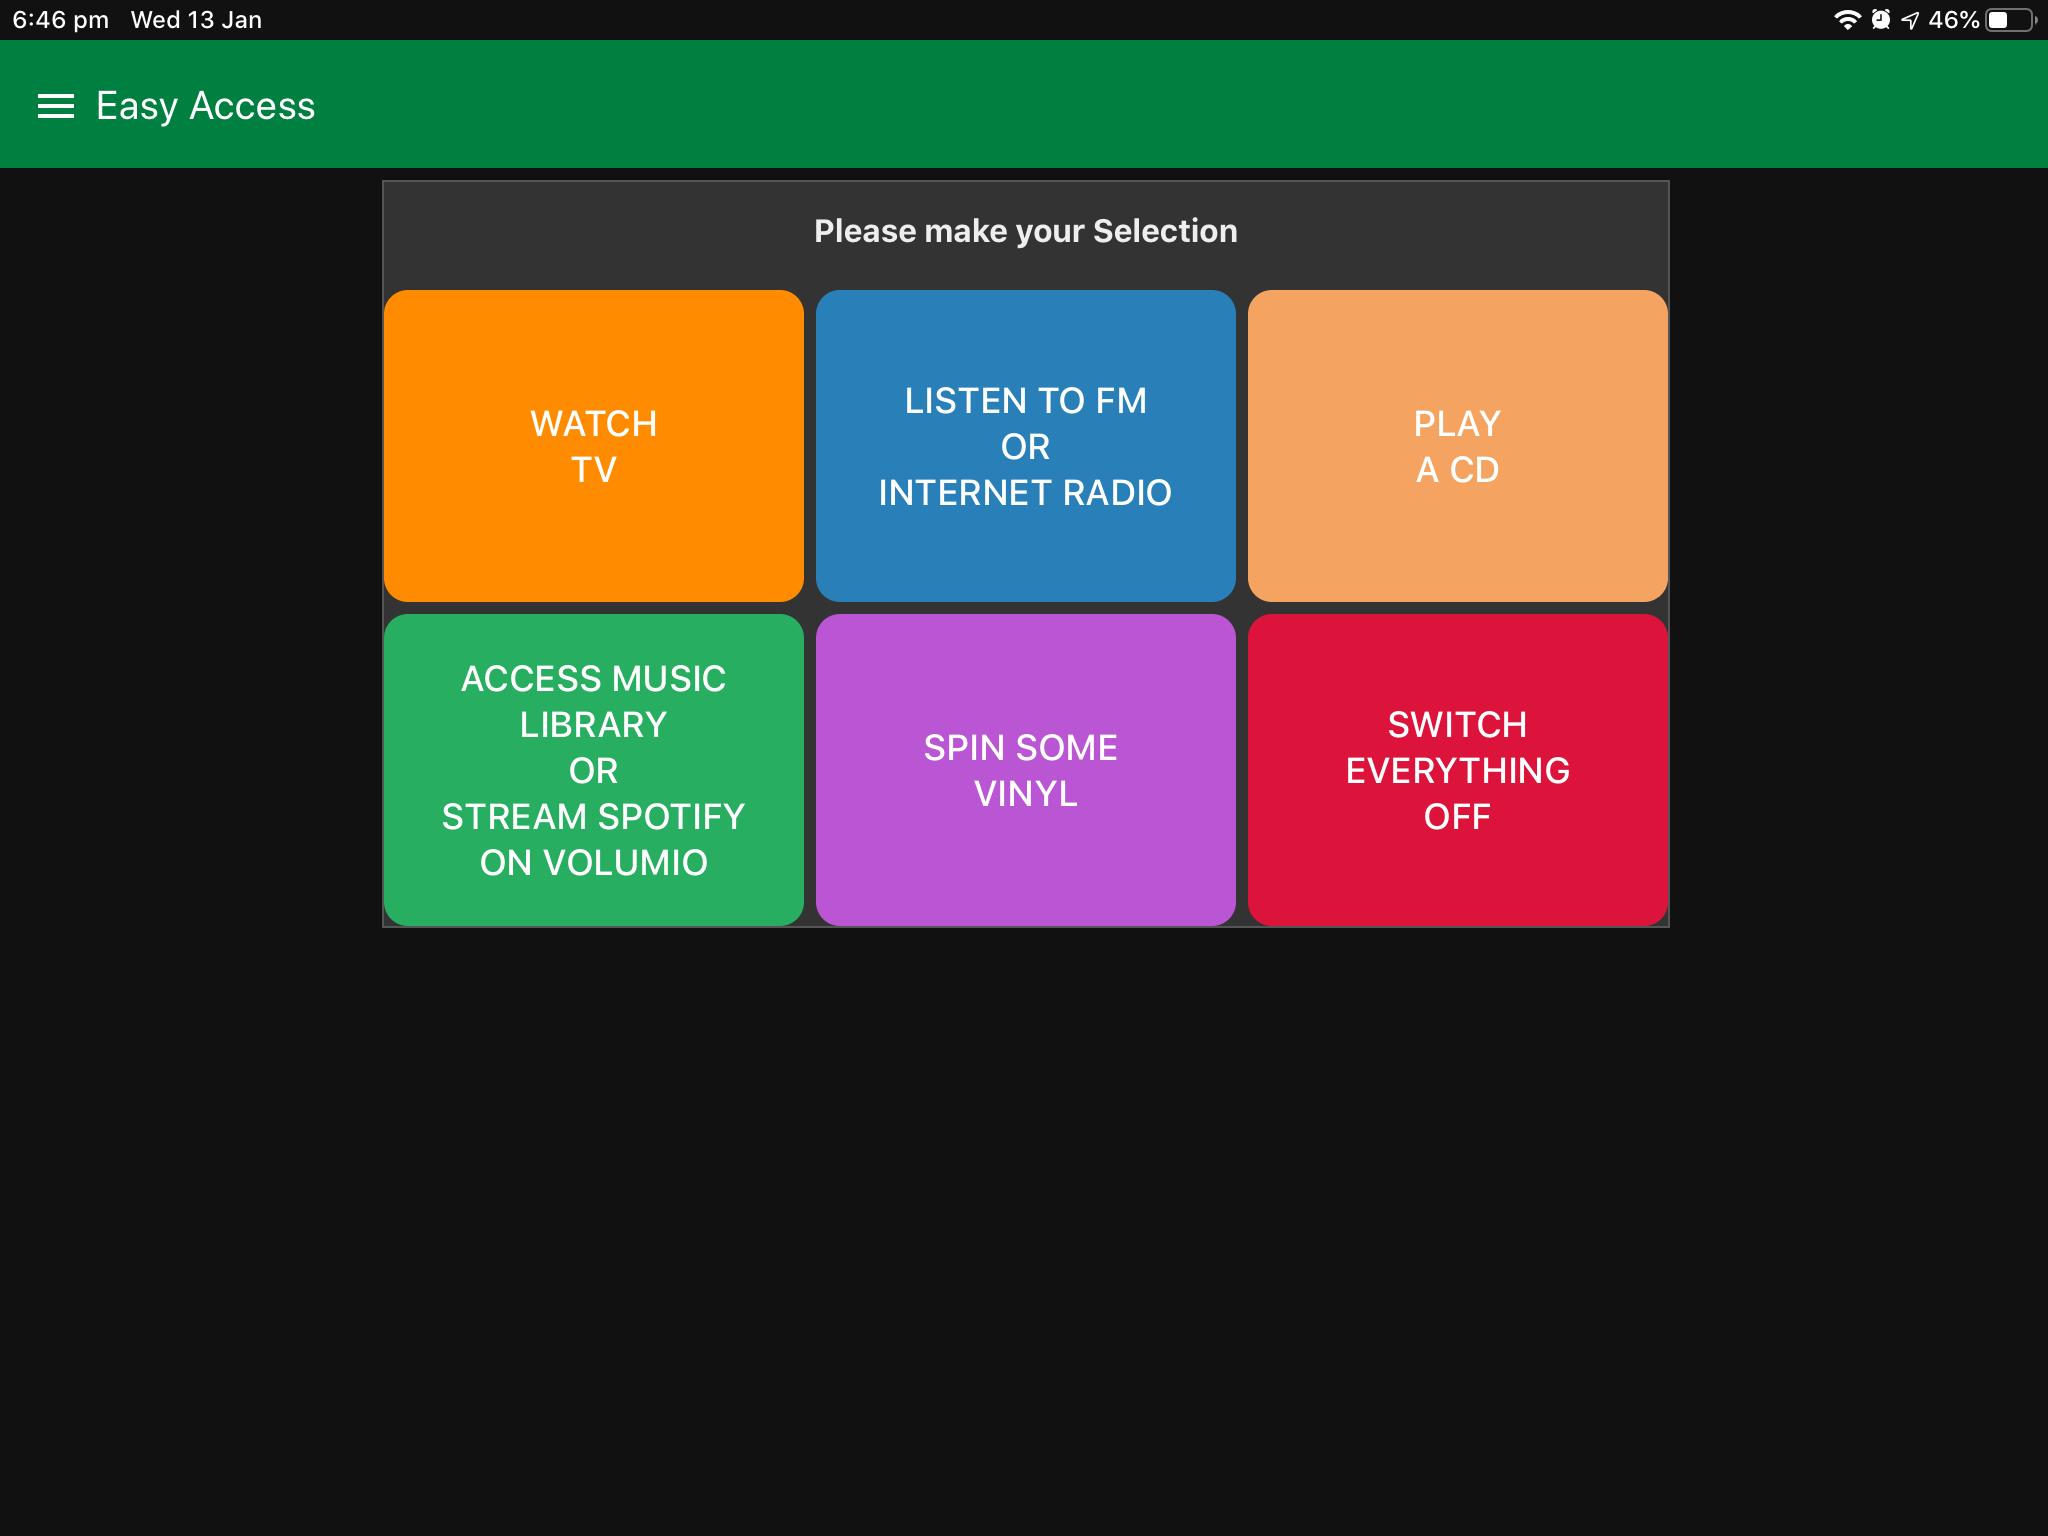 6:46 pm Wed 13 Jan 46%
Easy Access
Please make your Selection
WATCH
TV
LISTEN TO FM
OR
INTERNET RADIO
PLAY
A CD
ACCESS MUSIC
LIBRARY
OR
STREAM SPOTIFY
ON VOLUMIO
SPIN SOME
VINYL
SWITCH
EVERYTHING
OFF